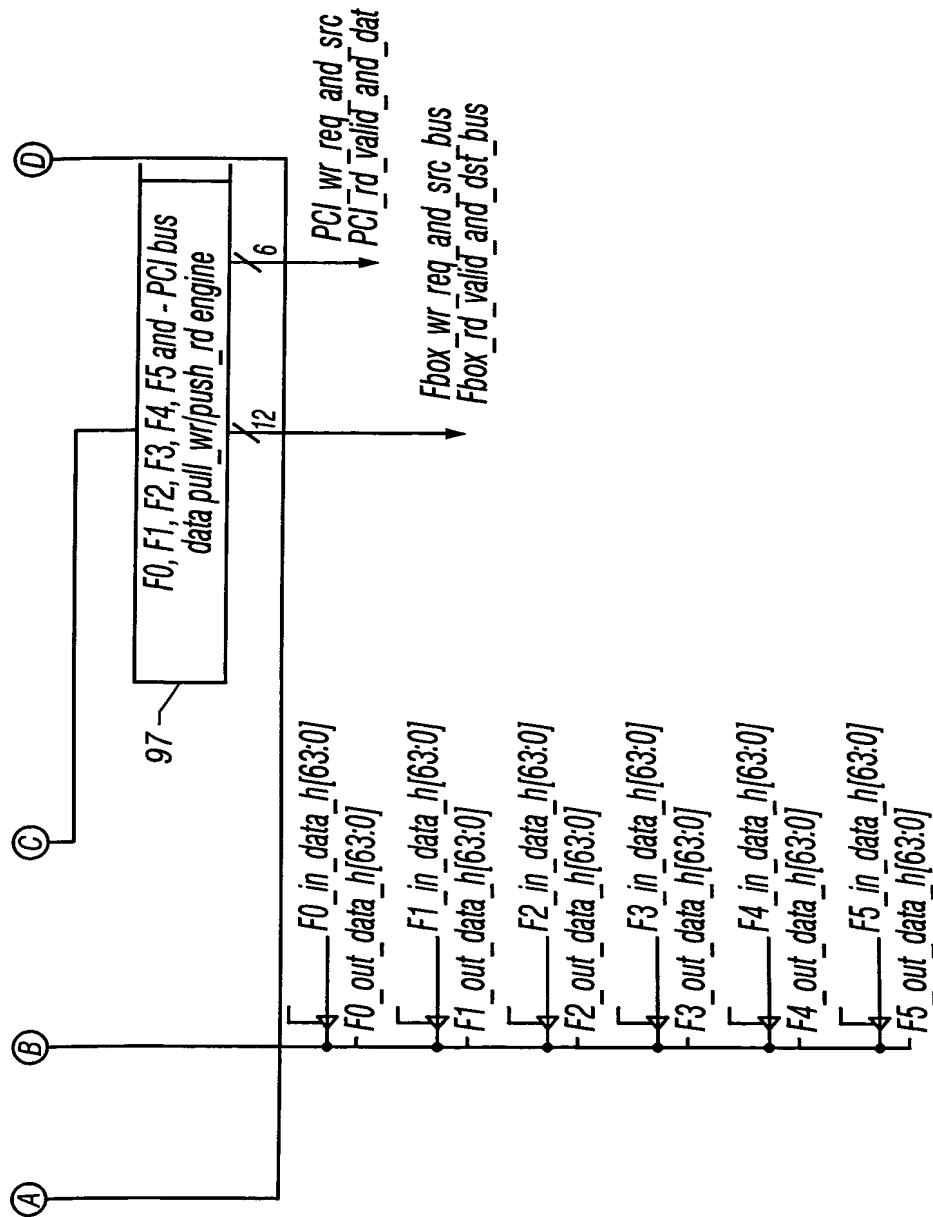 A
B
C
D
97
F0, F1, F2, F3, F4, F5 and - PCI bus
data pull_wr/push_rd engine
6
12
PCI_wr_req_and_src
PCI_rd_valid_and_dat
Fbox_wr_req_and_src_bus
Fbox_rd_valid_and_dst_bus
F0_in_data_h[63:0]
F0_out_data_h[63:0]
F1_in_data_h[63:0]
F1_out_data_h[63:0]
F2_in_data_h[63:0]
F2_out_data_h[63:0]
F3_in_data_h[63:0]
F3_out_data_h[63:0]
F4_in_data_h[63:0]
F4_out_data_h[63:0]
F5_in_data_h[63:0]
F5_out_data_h[63:0]